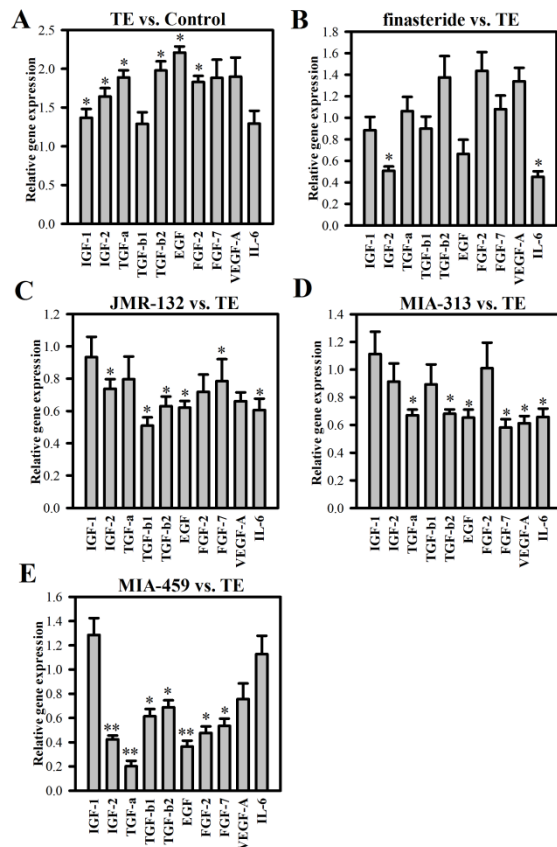 A
TE vs. Control
Relative gene expression
2.5
2.0
1.5
1.0
0.5
0.0
* * * * * *
IGF-1 IGF-2 TGF-a TGF-b1 TGF-b2 EGF FGF-2 FGF-7 VEGF-A IL-6
B
finasteride vs. TE
Relative gene expression
1.8
1.6
1.4
1.2
1.0
0.8
0.6
0.4
0.2
0.0
* *
IGF-1 IGF-2 TGF-a TGF-b1 TGF-b2 EGF FGF-2 FGF-7 VEGF-A IL-6
C
JMR-132 vs. TE
Relative gene expression
1.2
1.0
0.8
0.6
0.4
0.2
0.0
* * * * * *
IGF-1 IGF-2 TGF-a TGF-b1 TGF-b2 EGF FGF-2 FGF-7 VEGF-A IL-6
D
MIA-313 vs. TE
Relative gene expression
1.6
1.4
1.2
1.0
0.8
0.6
0.4
0.2
0.0
* * * * * *
IGF-1 IGF-2 TGF-a TGF-b1 TGF-b2 EGF FGF-2 FGF-7 VEGF-A IL-6
E
MIA-459 vs. TE
Relative gene expression
1.6
1.4
1.2
1.0
0.8
0.6
0.4
0.2
0.0
** ** * * ** * *
IGF-1 IGF-2 TGF-a TGF-b1 TGF-b2 EGF FGF-2 FGF-7 VEGF-A IL-6